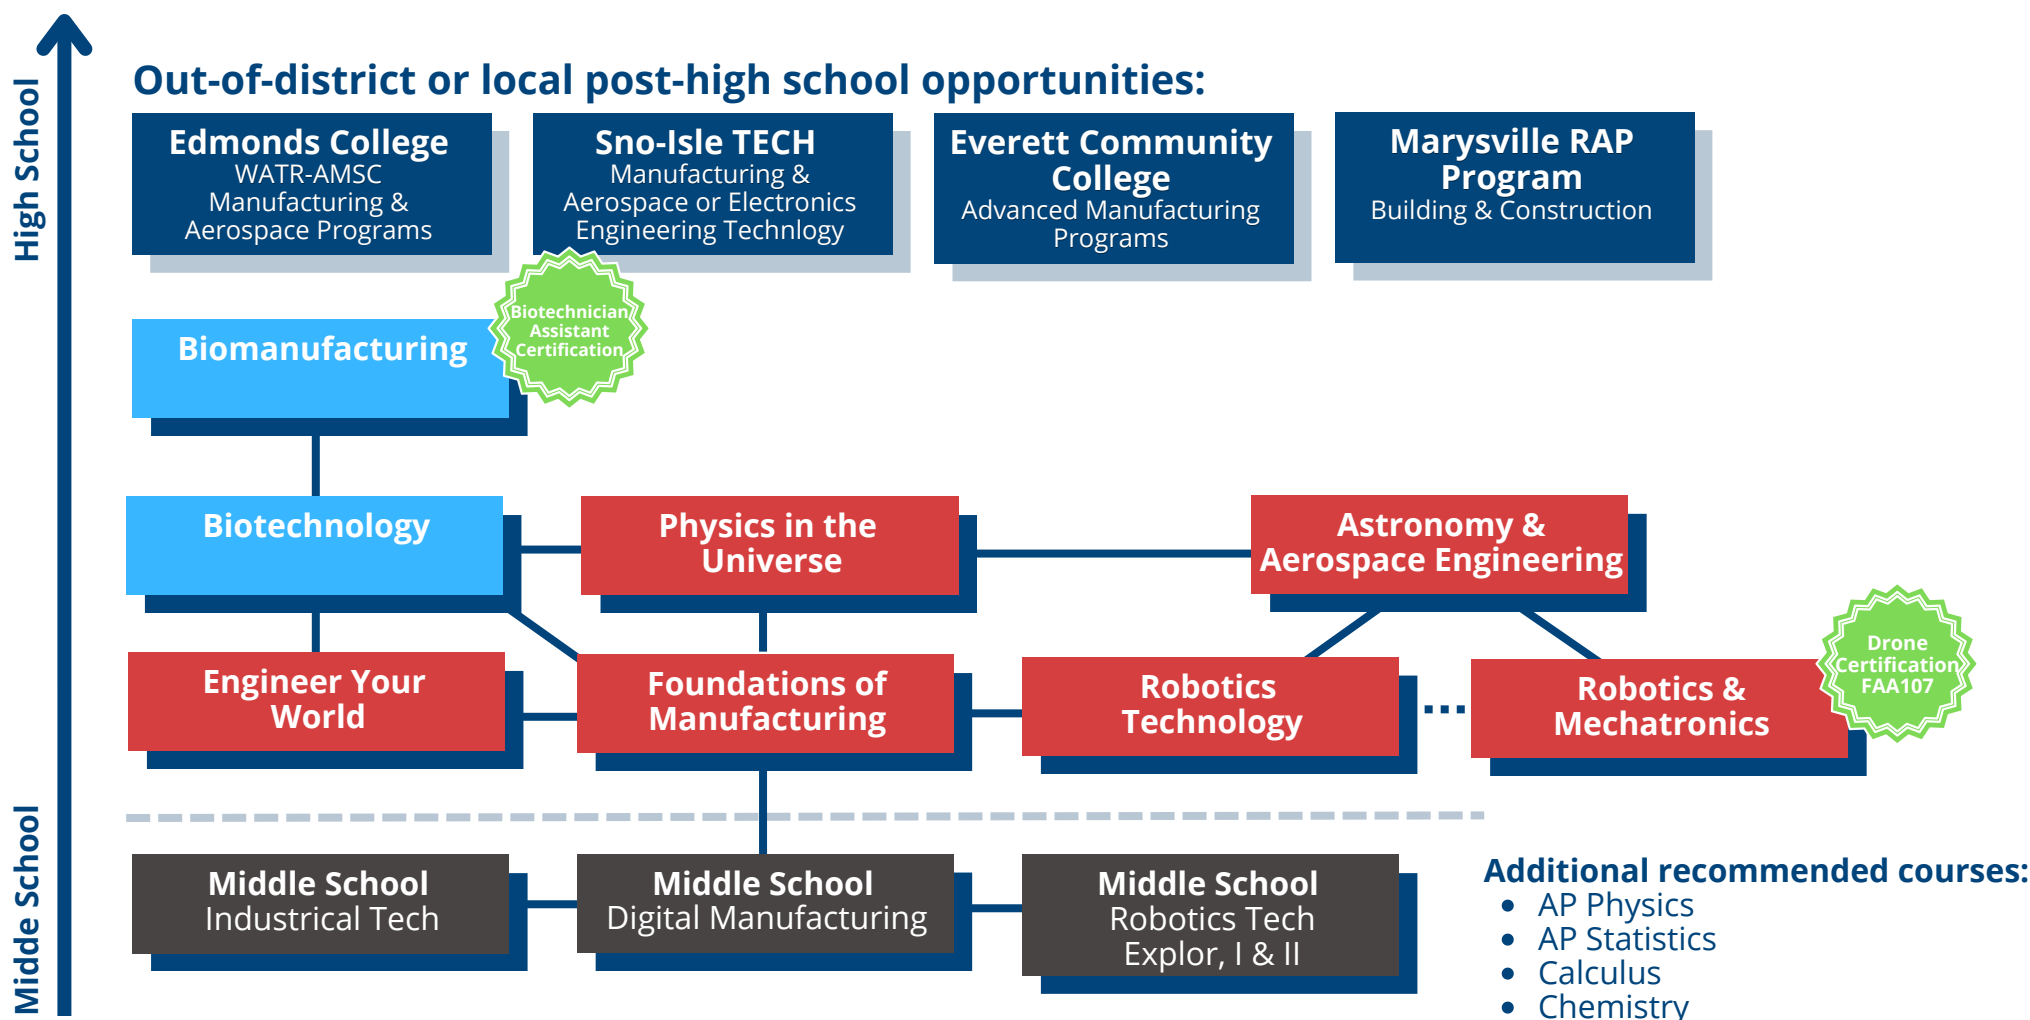 High School
Out-of-district or local post-high school opportunities:
Edmonds College
WATR-AMSC
Manufacturing &
Aerospace Programs
Sno-Isle TECH
Manufacturing &
Aerospace or Electronics
Engineering Technlogy
Everett Community
College
Advanced Manufacturing
Programs
Marysville RAP
Program
Building & Construction
Biomanufacturing
Biotechnician
Assistant
Certification
Biotechnology
Physics in the
Universe
Astronomy &
Aerospace Engineering
Engineer Your
World
Foundations of
Manufacturing
Robotics
Technology
Robotics &
Mechatronics
Drone
Certification
FAA107
Midde School
Middle School
Industrical Tech
Middle School
Digital Manufacturing
Middle School
Robotics Tech
Explor, I & II
Additional recommended courses:
• AP Physics
• AP Statistics
• Calculus
• Chemistry